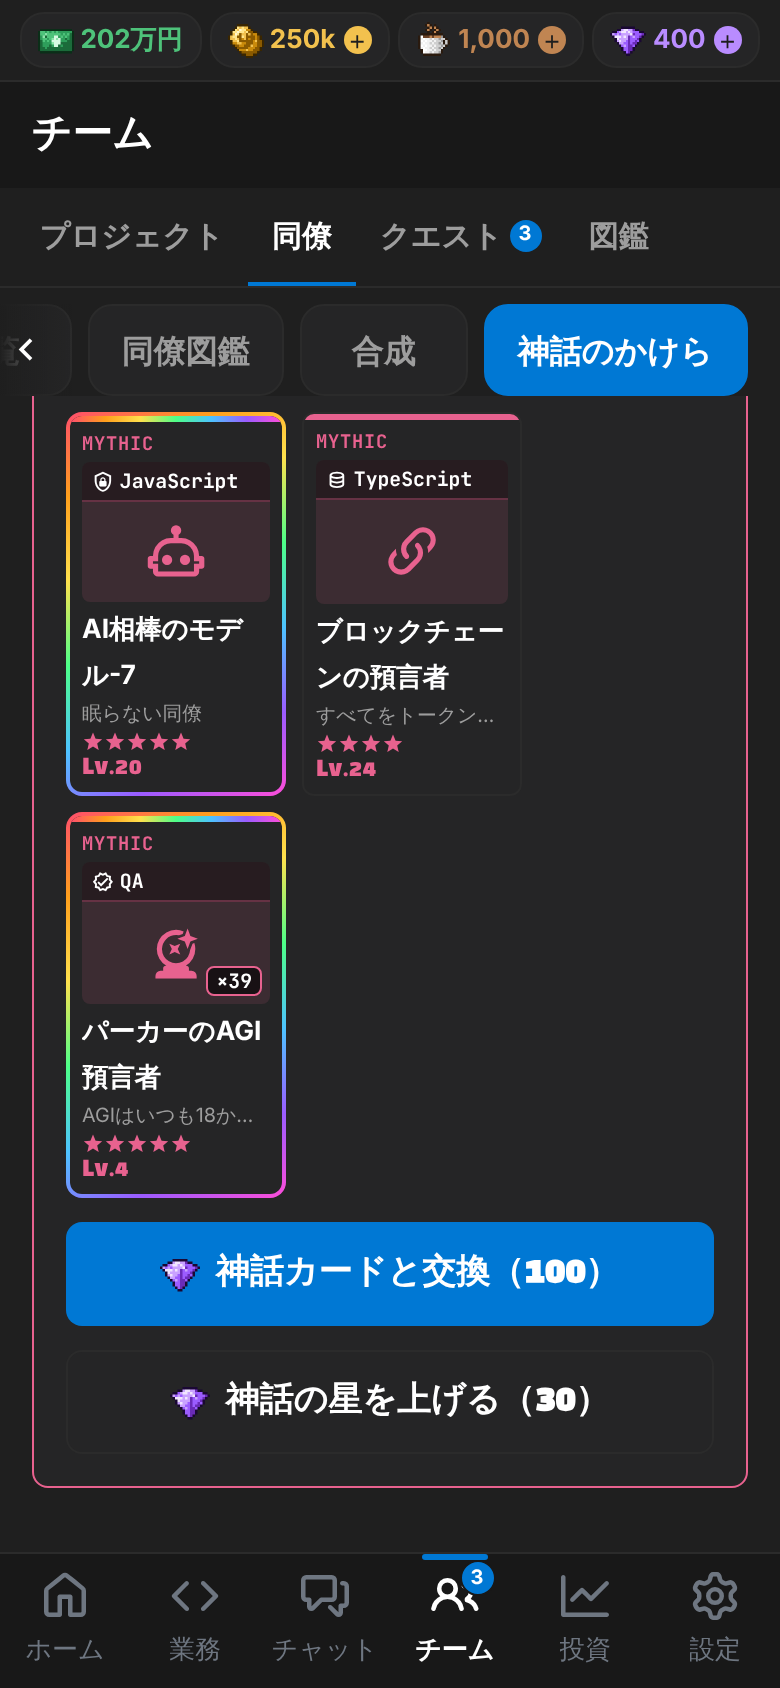 202万円
250k
1,000
400
チーム
プロジェクト
同僚
クエスト 3
図鑑
同僚図鑑
合成
神話のかけら
MYTHIC
JavaScript
AI相棒のモデ
ル-7
眠らない同僚
★★★★★
Lv.20
MYTHIC
TypeScript
ブロックチェー
ンの預言者
すべてをトークン...
★★★★
Lv.24
MYTHIC
QA
×39
パーカーのAGI
預言者
AGIはいつも18か...
★★★★★
Lv.4
神話カードと交換（100）
神話の星を上げる（30）
3
ホーム
業務
チャット
チーム
投資
設定